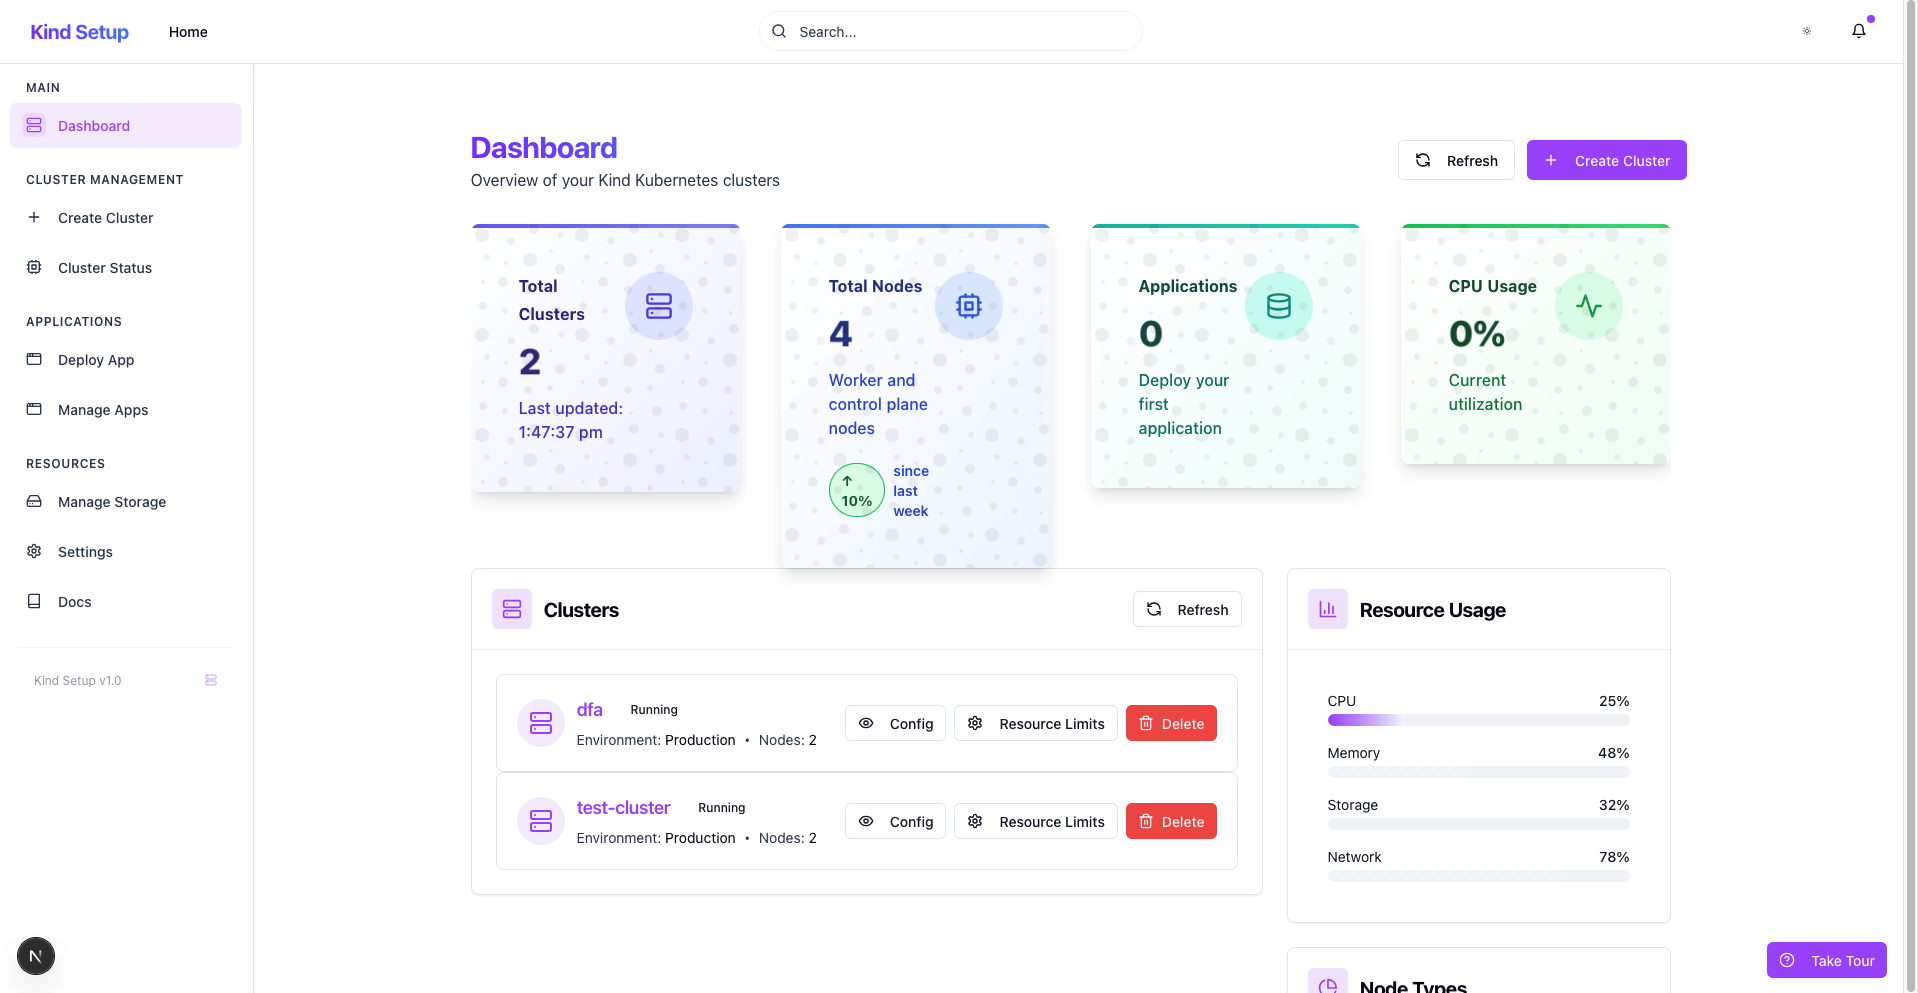 Kind Setup
Home
Search...
MAIN
Dashboard
CLUSTER MANAGEMENT
Create Cluster
Cluster Status
APPLICATIONS
Deploy App
Manage Apps
RESOURCES
Manage Storage
Settings
Docs
Kind Setup v1.0
N
Dashboard
Overview of your Kind Kubernetes clusters
Refresh
Create Cluster
Total
Clusters
2
Last updated:
1:47:37 pm
Total Nodes
4
Worker and
control plane
nodes
↑
10%
since
last
week
Applications
0
Deploy your
first
application
CPU Usage
0%
Current
utilization
Clusters
Refresh
dfa Running
Environment: Production • Nodes: 2
Config
Resource Limits
Delete
test-cluster Running
Environment: Production • Nodes: 2
Config
Resource Limits
Delete
Resource Usage
CPU 25%
Memory 48%
Storage 32%
Network 78%
Node Types
Take Tour